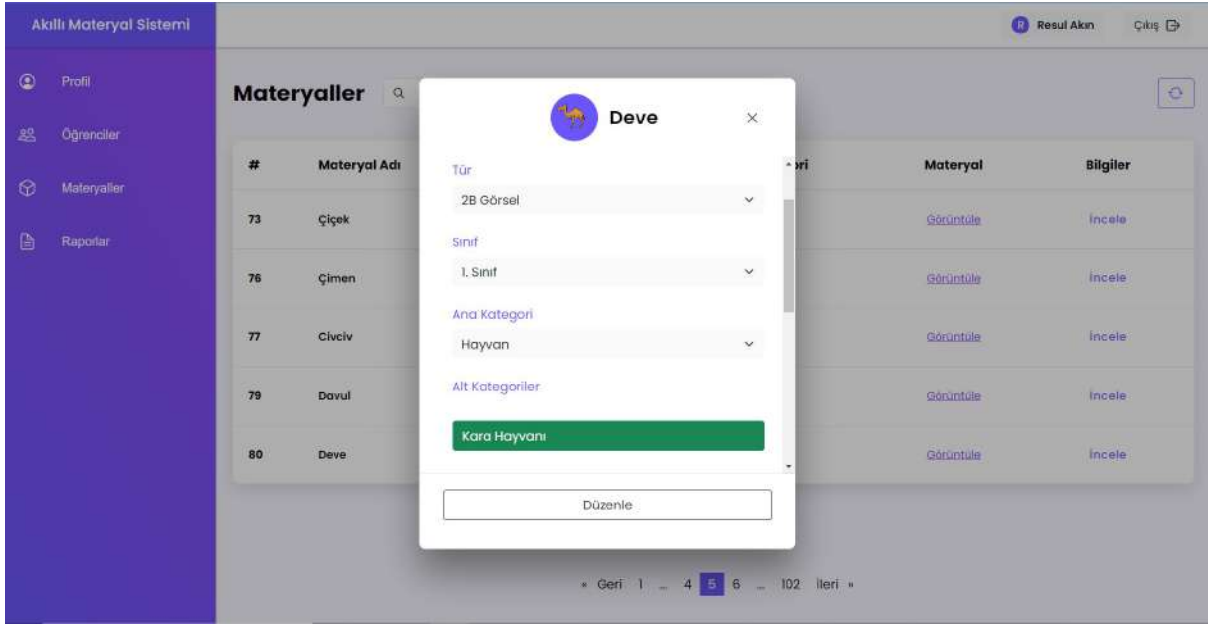 Akıllı Materyal Sistemi
R Resul Akın Çıkış
Profil
Öğrenciler
Materyaller
Raporlar
Materyaller
# Materyal Adı ori Materyal Bilgiler
73 Çiçek Görüntüle İncele
76 Çimen Görüntüle İncele
77 Civciv Görüntüle İncele
79 Davul Görüntüle İncele
80 Deve Görüntüle İncele
Deve
Tür
2B Görsel
Sınıf
1. Sınıf
Ana Kategori
Hayvan
Alt Kategoriler
Kara Hayvanı
Düzenle
« Geri 1 ... 4 5 6 ... 102 İleri »